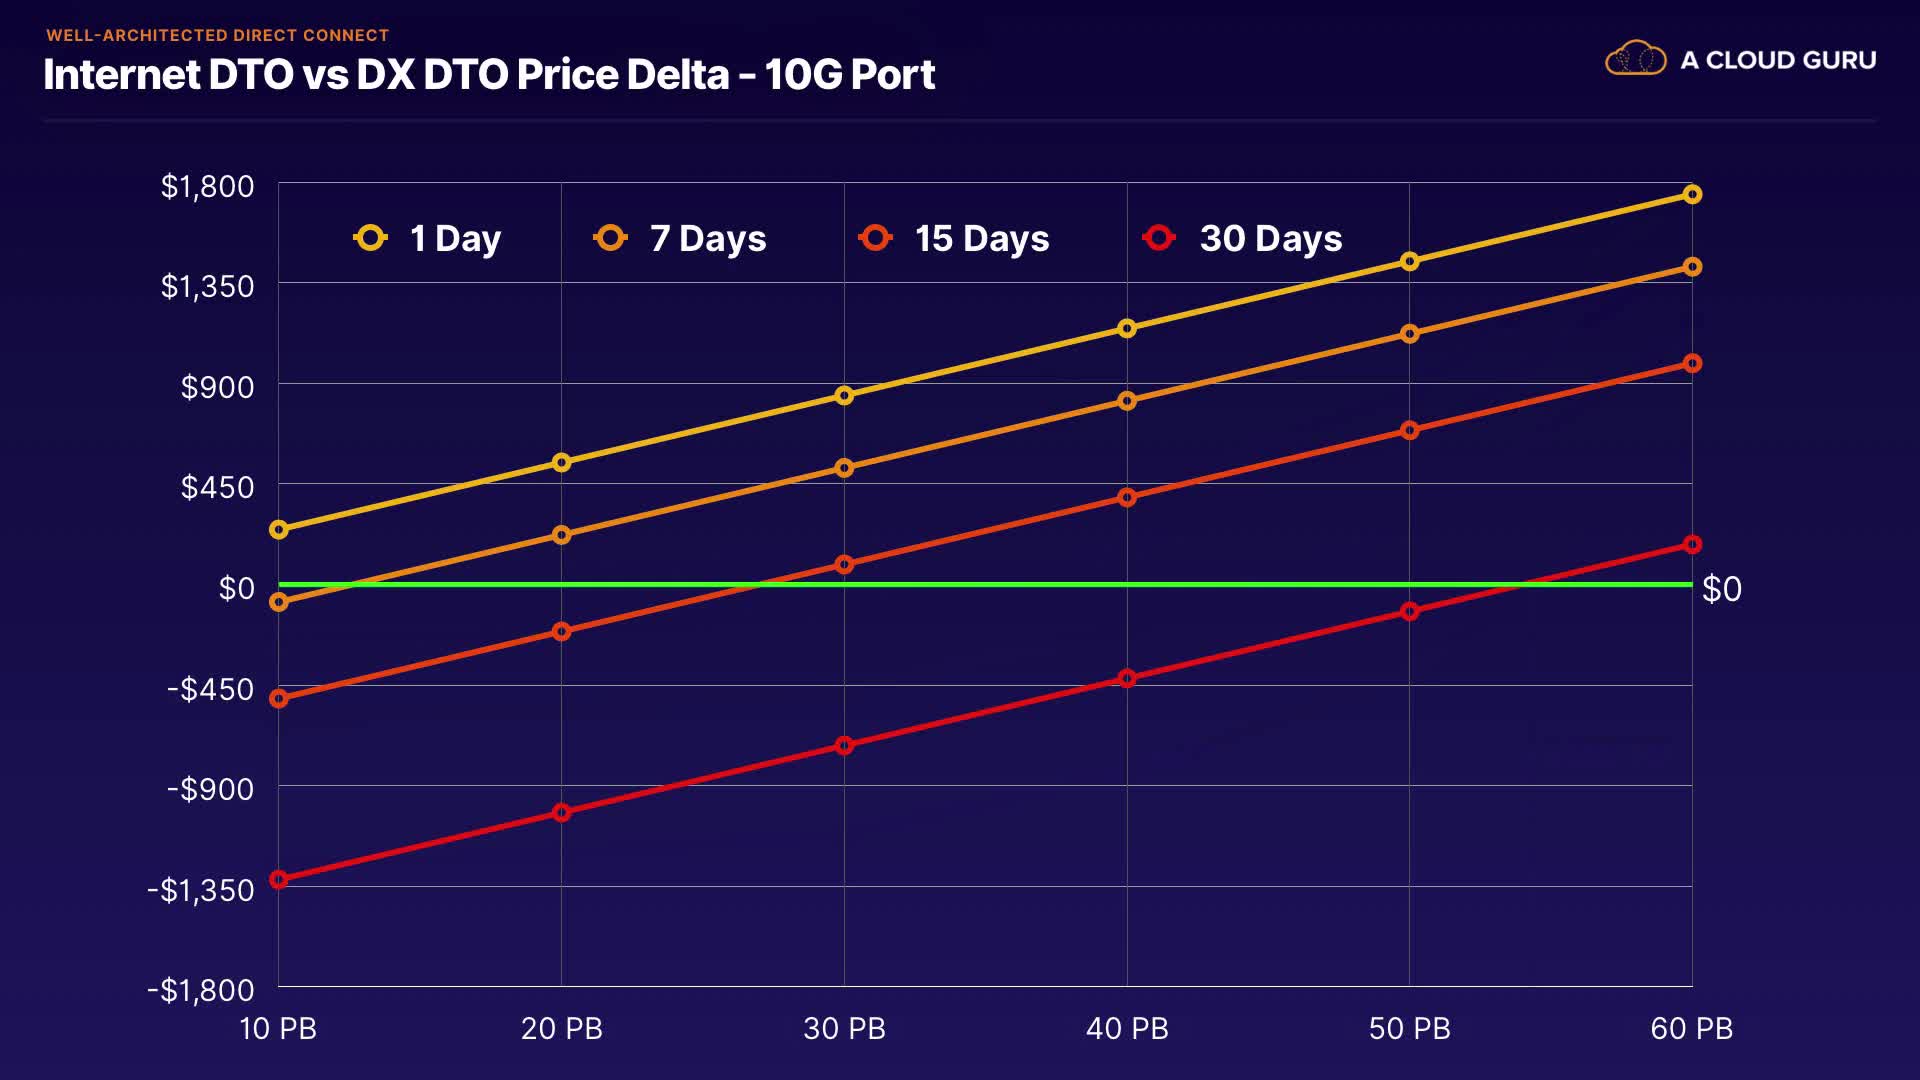 WELL-ARCHITECTED DIRECT CONNECT
Internet DTO vs DX DTO Price Delta – 10G Port
A CLOUD GURU
$1,800
1 Day 7 Days 15 Days 30 Days
$1,350
$900
$450
$0 $0
-$450
-$900
-$1,350
-$1,800
10 PB 20 PB 30 PB 40 PB 50 PB 60 PB